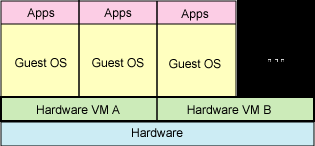 Apps Apps Apps
Guest OS Guest OS Guest OS ...
Hardware VM A Hardware VM B
Hardware